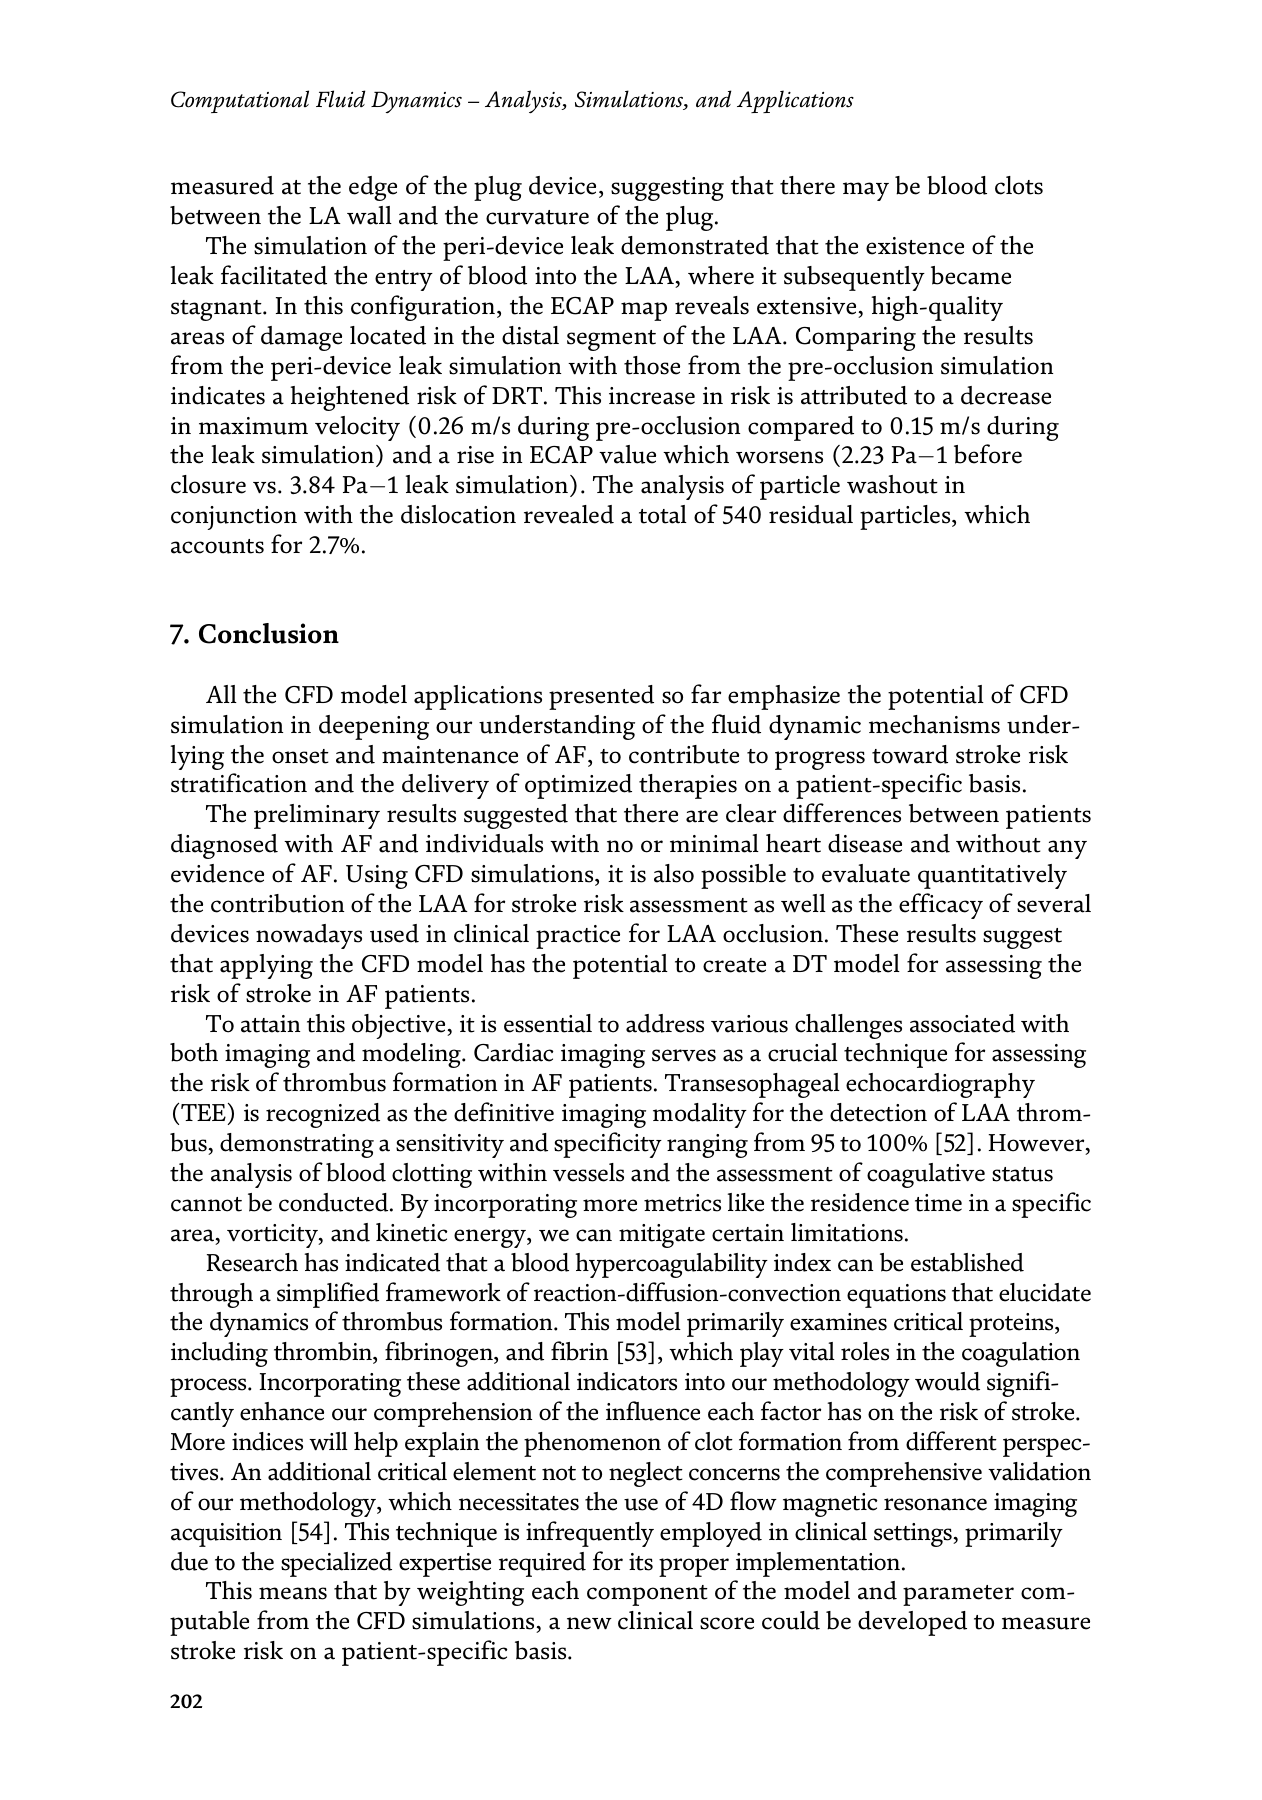 Computational Fluid Dynamics – Analysis, Simulations, and Applications
measured at the edge of the plug device, suggesting that there may be blood clots
between the LA wall and the curvature of the plug.
The simulation of the peri-device leak demonstrated that the existence of the
leak facilitated the entry of blood into the LAA, where it subsequently became
stagnant. In this configuration, the ECAP map reveals extensive, high-quality
areas of damage located in the distal segment of the LAA. Comparing the results
from the peri-device leak simulation with those from the pre-occlusion simulation
indicates a heightened risk of DRT. This increase in risk is attributed to a decrease
in maximum velocity (0.26 m/s during pre-occlusion compared to 0.15 m/s during
the leak simulation) and a rise in ECAP value which worsens (2.23 Pa−1 before
closure vs. 3.84 Pa−1 leak simulation). The analysis of particle washout in
conjunction with the dislocation revealed a total of 540 residual particles, which
accounts for 2.7%.
7. Conclusion
All the CFD model applications presented so far emphasize the potential of CFD
simulation in deepening our understanding of the fluid dynamic mechanisms under-
lying the onset and maintenance of AF, to contribute to progress toward stroke risk
stratification and the delivery of optimized therapies on a patient-specific basis.
The preliminary results suggested that there are clear differences between patients
diagnosed with AF and individuals with no or minimal heart disease and without any
evidence of AF. Using CFD simulations, it is also possible to evaluate quantitatively
the contribution of the LAA for stroke risk assessment as well as the efficacy of several
devices nowadays used in clinical practice for LAA occlusion. These results suggest
that applying the CFD model has the potential to create a DT model for assessing the
risk of stroke in AF patients.
To attain this objective, it is essential to address various challenges associated with
both imaging and modeling. Cardiac imaging serves as a crucial technique for assessing
the risk of thrombus formation in AF patients. Transesophageal echocardiography
(TEE) is recognized as the definitive imaging modality for the detection of LAA throm-
bus, demonstrating a sensitivity and specificity ranging from 95 to 100% [52]. However,
the analysis of blood clotting within vessels and the assessment of coagulative status
cannot be conducted. By incorporating more metrics like the residence time in a specific
area, vorticity, and kinetic energy, we can mitigate certain limitations.
Research has indicated that a blood hypercoagulability index can be established
through a simplified framework of reaction-diffusion-convection equations that elucidate
the dynamics of thrombus formation. This model primarily examines critical proteins,
including thrombin, fibrinogen, and fibrin [53], which play vital roles in the coagulation
process. Incorporating these additional indicators into our methodology would signifi-
cantly enhance our comprehension of the influence each factor has on the risk of stroke.
More indices will help explain the phenomenon of clot formation from different perspec-
tives. An additional critical element not to neglect concerns the comprehensive validation
of our methodology, which necessitates the use of 4D flow magnetic resonance imaging
acquisition [54]. This technique is infrequently employed in clinical settings, primarily
due to the specialized expertise required for its proper implementation.
This means that by weighting each component of the model and parameter com-
putable from the CFD simulations, a new clinical score could be developed to measure
stroke risk on a patient-specific basis.
202